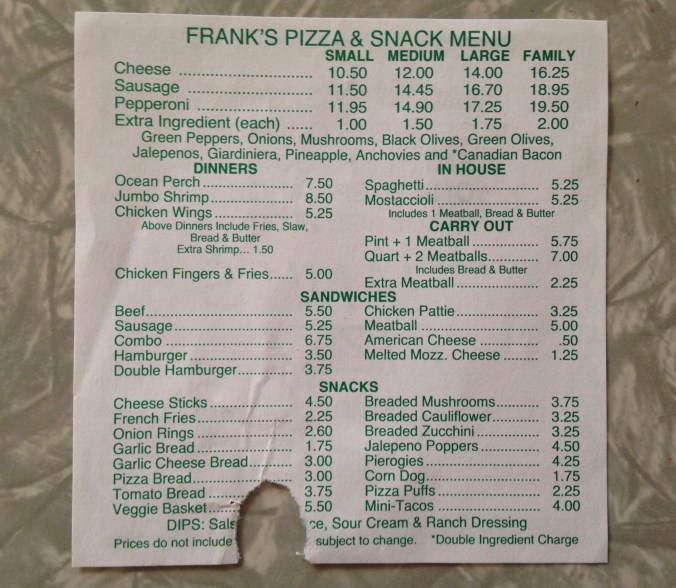 FRANK'S PIZZA & SNACK MENU
SMALL MEDIUM LARGE FAMILY
Cheese ........................ 10.50 12.00 14.00 16.25
Sausage ...................... 11.50 14.45 16.70 18.95
Pepperoni .................... 11.95 14.90 17.25 19.50
Extra Ingredient (each) ...... 1.00 1.50 1.75 2.00
Green Peppers, Onions, Mushrooms, Black Olives, Green Olives,
Jalepenos, Giardiniera, Pineapple, Anchovies and *Canadian Bacon
DINNERS
Ocean Perch .................... 7.50
Jumbo Shrimp .................. 8.50
Chicken Wings ................. 5.25
Above Dinners Include Fries, Slaw,
Bread & Butter
Extra Shrimp... 1.50
Chicken Fingers & Fries...... 5.00
IN HOUSE
Spaghetti ......................... 5.25
Mostaccioli ....................... 5.25
Includes 1 Meatball, Bread & Butter
CARRY OUT
Pint + 1 Meatball ............... 5.75
Quart + 2 Meatballs........... 7.00
Includes Bread & Butter
Extra Meatball ................... 2.25
SANDWICHES
Beef................................... 5.50
Sausage............................ 5.25
Combo .............................. 6.75
Hamburger ........................ 3.50
Double Hamburger............. 3.75
Chicken Pattie................... 3.25
Meatball ........................... 5.00
American Cheese ............. .50
Melted Mozz. Cheese ......... 1.25
SNACKS
Cheese Sticks .................... 4.50
French Fries....................... 2.25
Onion Rings ...................... 2.60
Garlic Bread ...................... 1.75
Garlic Cheese Bread........... 3.00
Pizza Bread ....................... 3.00
Tomato Bread .................... 3.75
Veggie Basket.................... 5.50
Breaded Mushrooms........... 3.75
Breaded Cauliflower............ 3.25
Breaded Zucchini ............... 3.25
Jalepeno Poppers .............. 4.50
Pierogies........................... 4.25
Corn Dog........................... 1.75
Pizza Puffs ........................ 2.25
Mini-Tacos ........................ 4.00
DIPS: Sour Cream & Ranch Dressing
Prices do not include subject to change. *Double Ingredient Charge